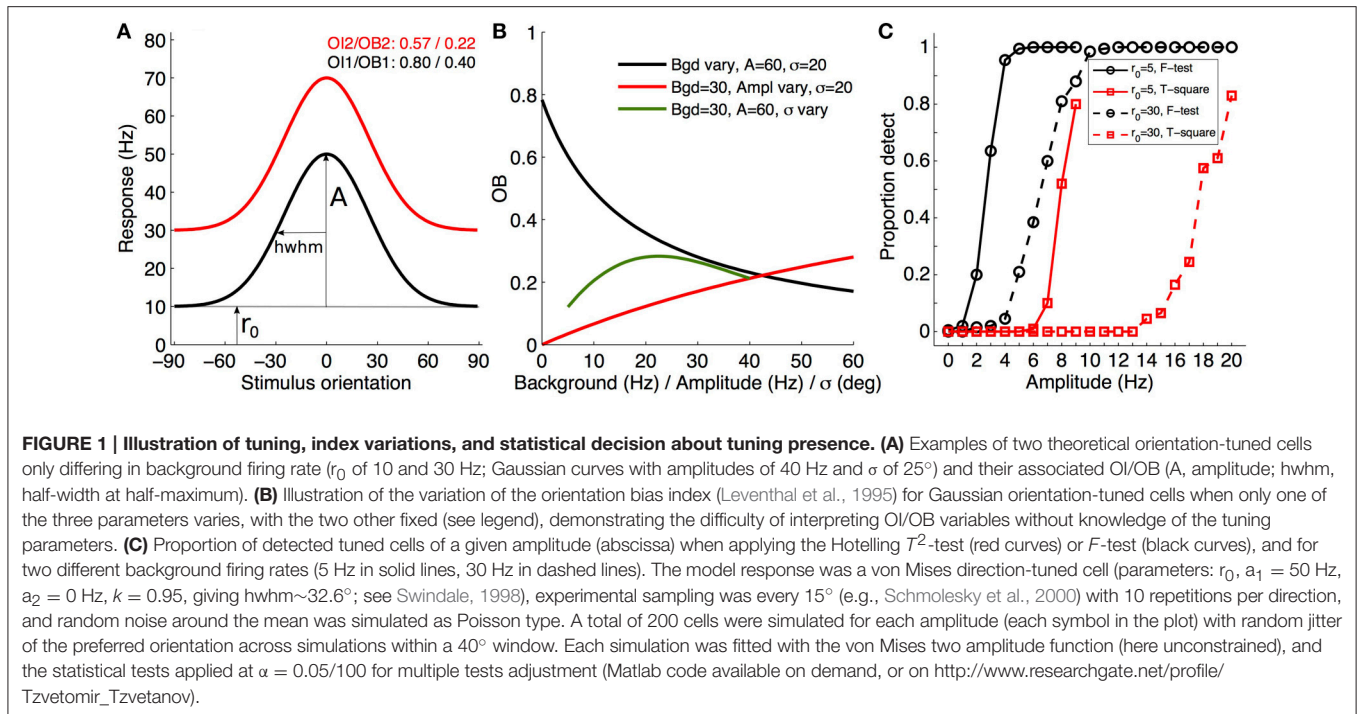 A
OI2/OB2: 0.57 / 0.22
OI1/OB1: 0.80 / 0.40
80
70
60
50
40
30
20
10
0
Response (Hz)
A
hwhm
r0
−90 −60 −30 0 30 60 90
Stimulus orientation
B
Bgd vary, A=60, σ=20
Bgd=30, Ampl vary, σ=20
Bgd=30, A=60, σ vary
1
0.8
0.6
0.4
0.2
0
OB
0 10 20 30 40 50 60
Background (Hz) / Amplitude (Hz) / σ (deg)
C
r0=5, F-test
r0=5, T-square
r0=30, F-test
r0=30, T-square
1
0.8
0.6
0.4
0.2
0
Proportion detect
0 2 4 6 8 10 12 14 16 18 20
Amplitude (Hz)
FIGURE 1 | Illustration of tuning, index variations, and statistical decision about tuning presence. (A) Examples of two theoretical orientation-tuned cells
only differing in background firing rate (r0 of 10 and 30 Hz; Gaussian curves with amplitudes of 40 Hz and σ of 25°) and their associated OI/OB (A, amplitude; hwhm,
half-width at half-maximum). (B) Illustration of the variation of the orientation bias index (Leventhal et al., 1995) for Gaussian orientation-tuned cells when only one of
the three parameters varies, with the two other fixed (see legend), demonstrating the difficulty of interpreting OI/OB variables without knowledge of the tuning
parameters. (C) Proportion of detected tuned cells of a given amplitude (abscissa) when applying the Hotelling T²-test (red curves) or F-test (black curves), and for
two different background firing rates (5 Hz in solid lines, 30 Hz in dashed lines). The model response was a von Mises direction-tuned cell (parameters: r0, a1 = 50 Hz,
a2 = 0 Hz, k = 0.95, giving hwhm~32.6°; see Swindale, 1998), experimental sampling was every 15° (e.g., Schmolesky et al., 2000) with 10 repetitions per direction,
and random noise around the mean was simulated as Poisson type. A total of 200 cells were simulated for each amplitude (each symbol in the plot) with random jitter
of the preferred orientation across simulations within a 40° window. Each simulation was fitted with the von Mises two amplitude function (here unconstrained), and
the statistical tests applied at α = 0.05/100 for multiple tests adjustment (Matlab code available on demand, or on http://www.researchgate.net/profile/
Tzvetomir_Tzvetanov).